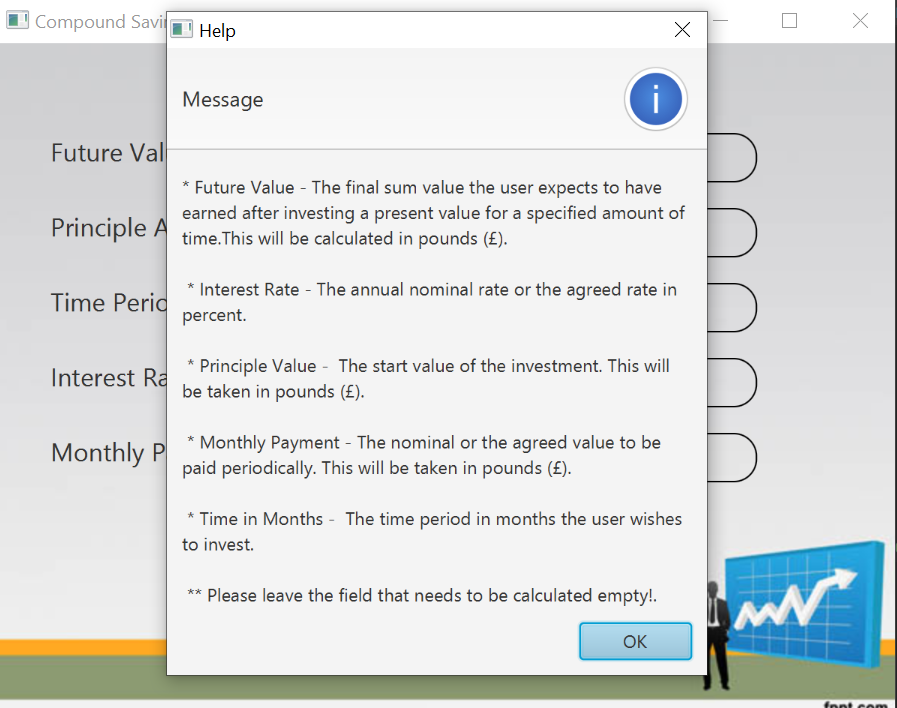 Compound Savi
Help
Message
Future Val
Principle A
Time Perio
Interest Ra
Monthly P
* Future Value - The final sum value the user expects to have
earned after investing a present value for a specified amount of
time.This will be calculated in pounds (£).
* Interest Rate - The annual nominal rate or the agreed rate in
percent.
* Principle Value -  The start value of the investment. This will
be taken in pounds (£).
* Monthly Payment - The nominal or the agreed value to be
paid periodically. This will be taken in pounds (£).
* Time in Months -  The time period in months the user wishes
to invest.
** Please leave the field that needs to be calculated empty!.
OK